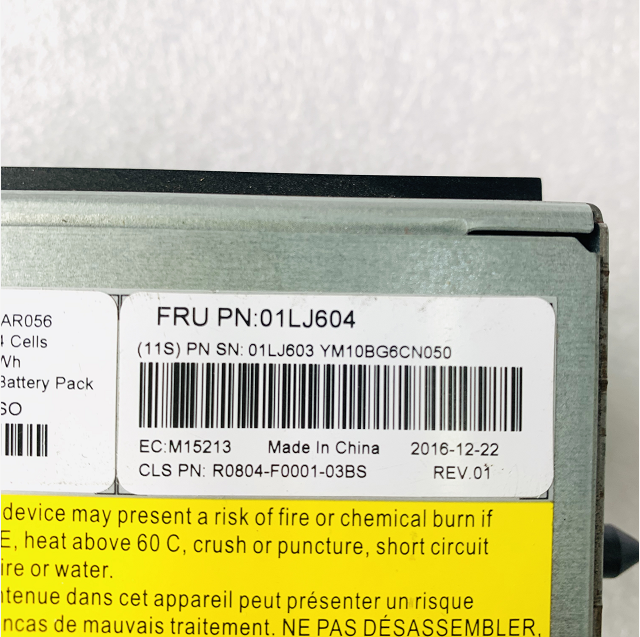 AR056
4 Cells
Wh
Battery Pack
SO
FRU PN:01LJ604
(11S) PN SN: 01LJ603 YM10BG6CN050
EC:M15213 Made In China 2016-12-22
CLS PN: R0804-F0001-03BS REV.01
device may present a risk of fire or chemical burn if
E, heat above 60 C, crush or puncture, short circuit
ire or water.
ntenue dans cet appareil peut présenter un risque
ncas de mauvais traitement. NE PAS DÉSASSEMBLER,